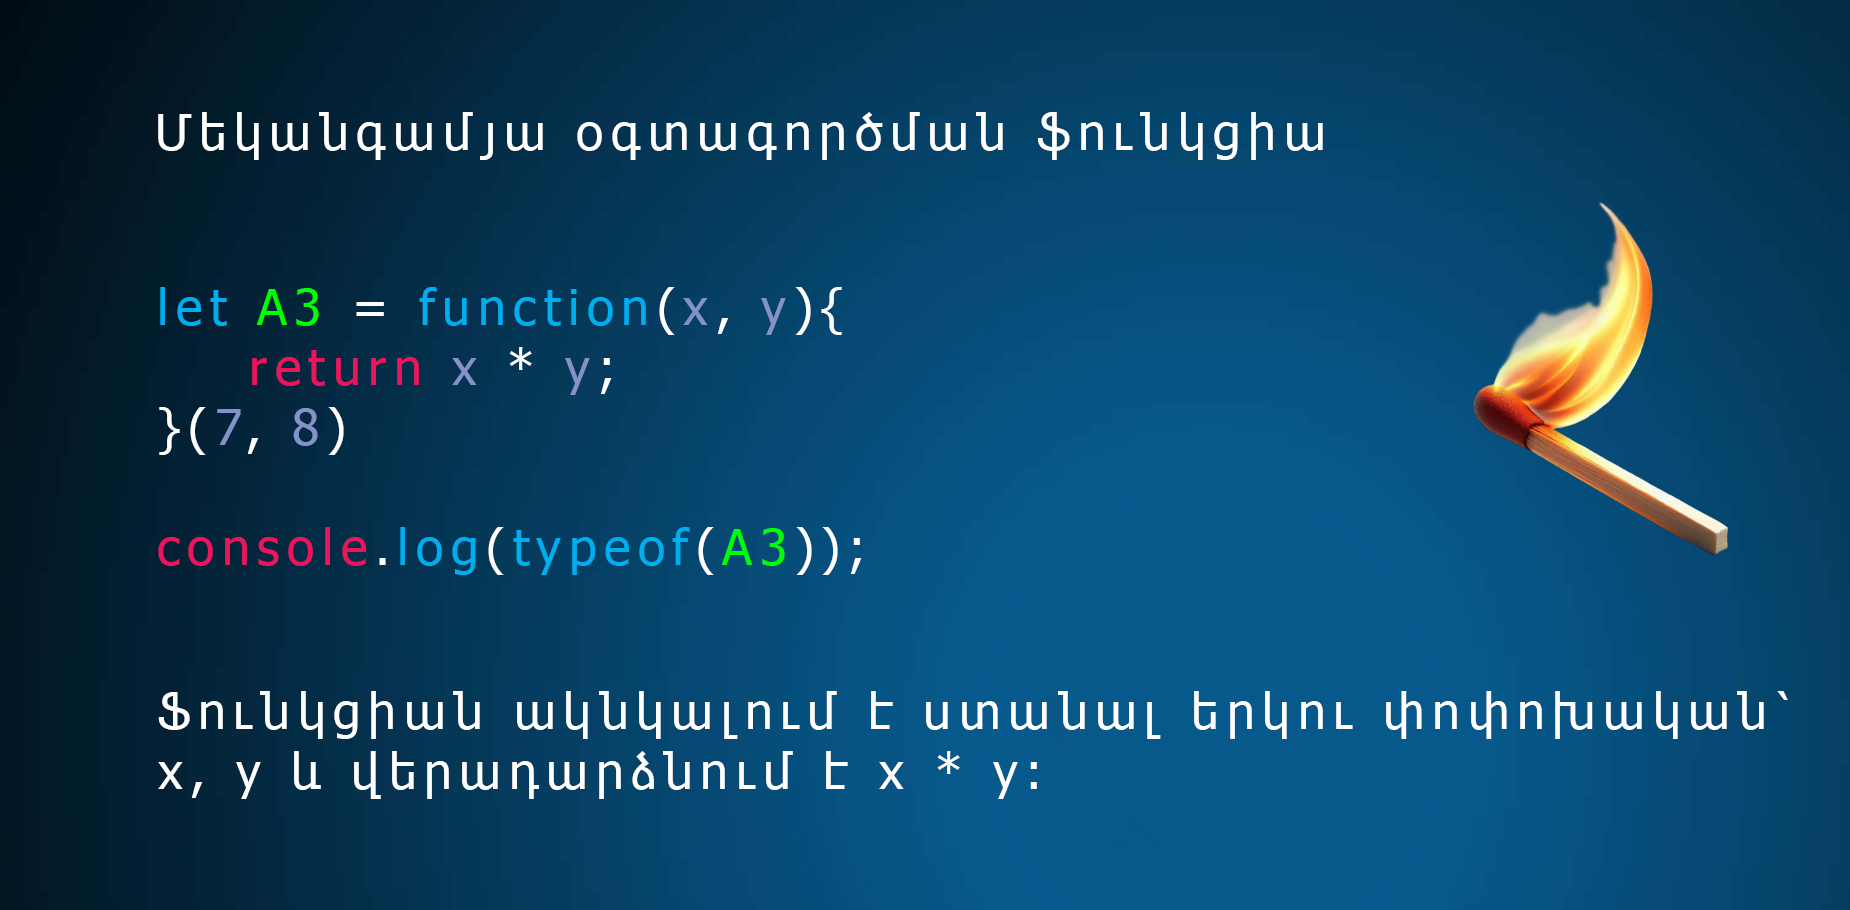 Մեկանգամյա օգտագործման ֆունկցիա
let A3 = function(x, y){
return x * y;
}(7, 8)
console.log(typeof(A3));
Ֆունկցիան ակնկալում է ստանալ երկու փոփոխական՝
x, y և վերադարձնում է x * y: